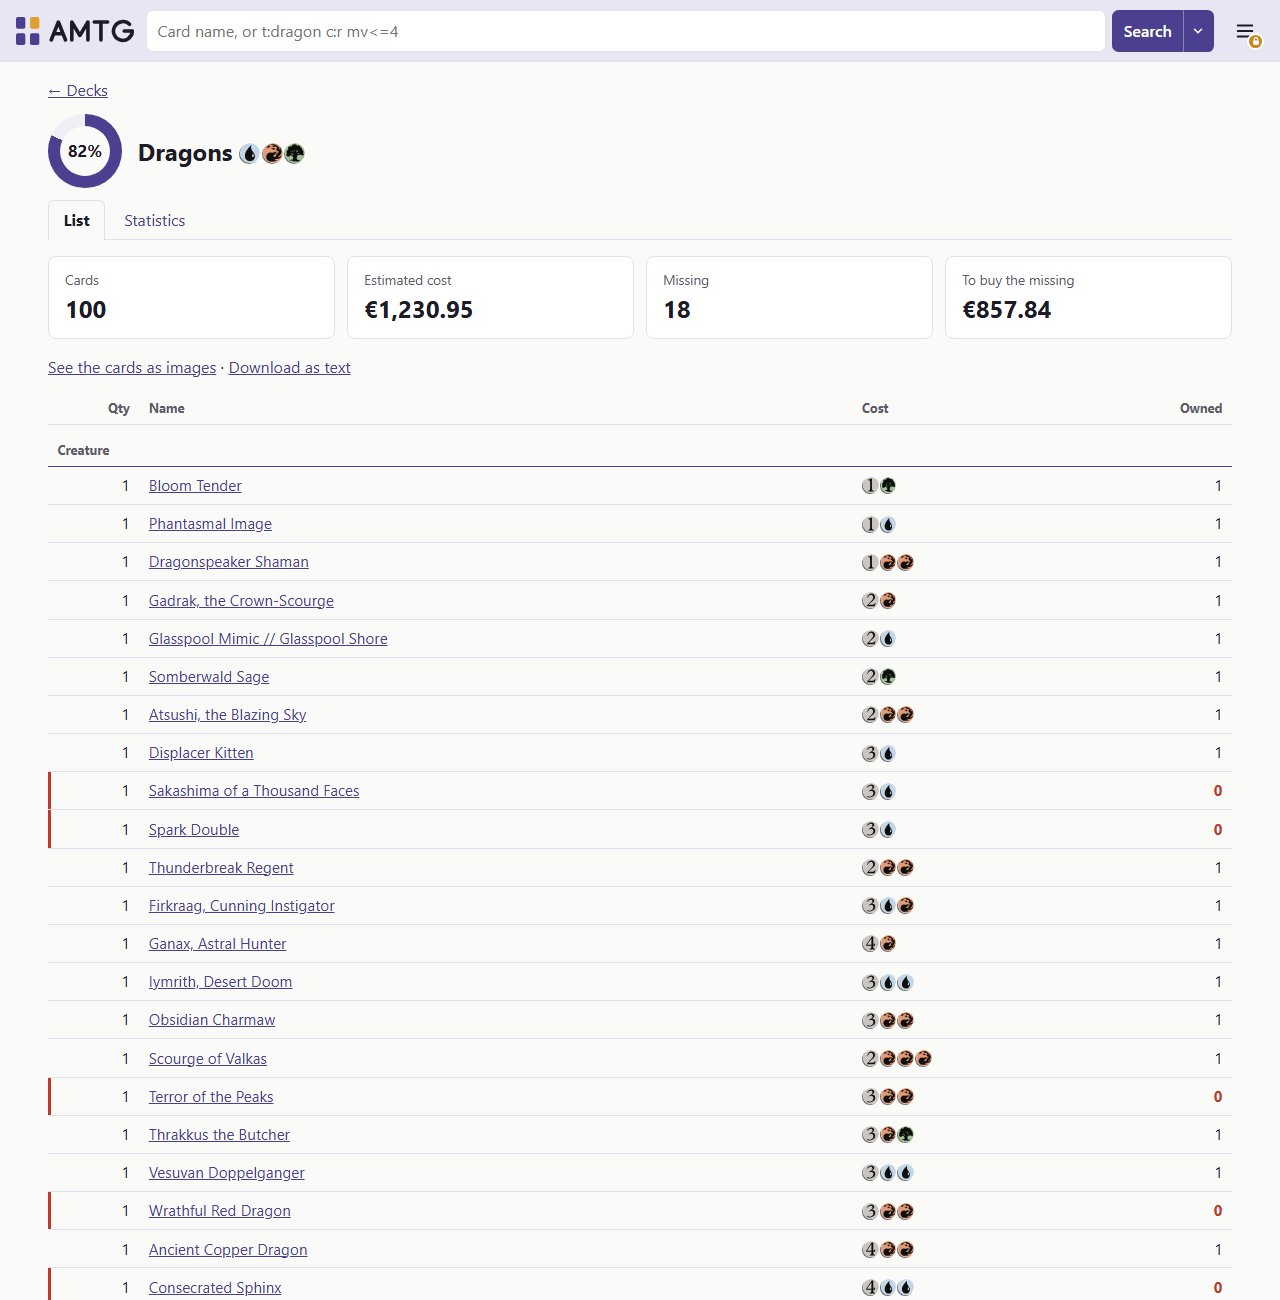 AMTG
Card name, or t:dragon c:r mv<=4
Search
← Decks
82%
Dragons
List Statistics
Cards
100
Estimated cost
€1,230.95
Missing
18
To buy the missing
€857.84
See the cards as images · Download as text
Qty Name Cost Owned
Creature
1 Bloom Tender 1 1
1 Phantasmal Image 1 1
1 Dragonspeaker Shaman 1 1
1 Gadrak, the Crown-Scourge 2 1
1 Glasspool Mimic // Glasspool Shore 2 1
1 Somberwald Sage 2 1
1 Atsushi, the Blazing Sky 2 1
1 Displacer Kitten 3 1
1 Sakashima of a Thousand Faces 3 0
1 Spark Double 3 0
1 Thunderbreak Regent 2 1
1 Firkraag, Cunning Instigator 3 1
1 Ganax, Astral Hunter 4 1
1 Iymrith, Desert Doom 3 1
1 Obsidian Charmaw 3 1
1 Scourge of Valkas 2 1
1 Terror of the Peaks 3 0
1 Thrakkus the Butcher 3 1
1 Vesuvan Doppelganger 3 1
1 Wrathful Red Dragon 3 0
1 Ancient Copper Dragon 4 1
1 Consecrated Sphinx 4 0